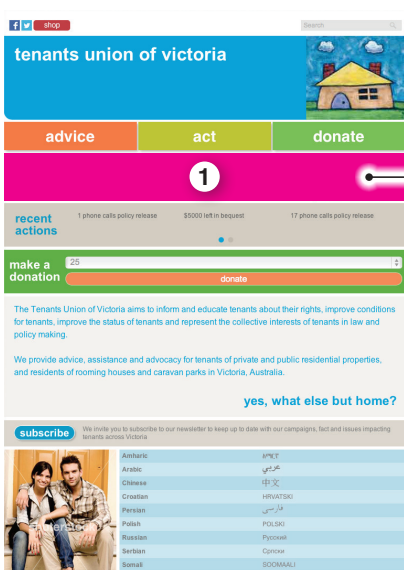 shop
Search
tenants union of victoria
advice act donate
1
recent
actions
1 phone calls policy release
$5000 left in bequest
17 phone calls policy release
make a
donation
25
donate
The Tenants Union of Victoria aims to inform and educate tenants about their rights, improve conditions
for tenants, improve the status of tenants and represent the collective interests of tenants in law and
policy making.
We provide advice, assistance and advocacy for tenants of private and public residential properties,
and residents of rooming houses and caravan parks in Victoria, Australia.
yes, what else but home?
subscribe
We invite you to subscribe to our newsletter to keep up to date with our campaigns, fact and issues impacting
tenants across Victoria
Amharic አማርኛ
Arabic عربي
Chinese 中文
Croatian HRVATSKI
Persian فارسی
Polish POLSKI
Russian Русский
Serbian Српски
Somali SOOMAALI